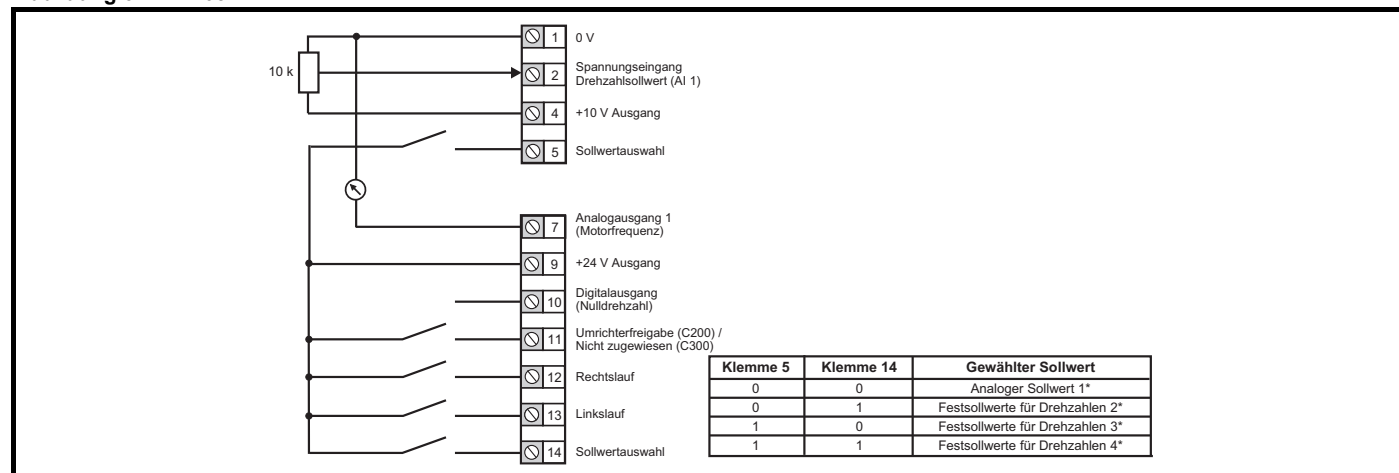 10 k
1 0 V
2 Spannungseingang
Drehzahlsollwert (AI 1)
4 +10 V Ausgang
5 Sollwertauswahl
7 Analogausgang 1
(Motorfrequenz)
9 +24 V Ausgang
10 Digitalausgang
(Nulldrehzahl)
11 Umrichterfreigabe (C200) /
Nicht zugewiesen (C300)
12 Rechtslauf
13 Linkslauf
14 Sollwertauswahl
Klemme 5 Klemme 14 Gewählter Sollwert
0 0 Analoger Sollwert 1*
0 1 Festsollwerte für Drehzahlen 2*
1 0 Festsollwerte für Drehzahlen 3*
1 1 Festsollwerte für Drehzahlen 4*